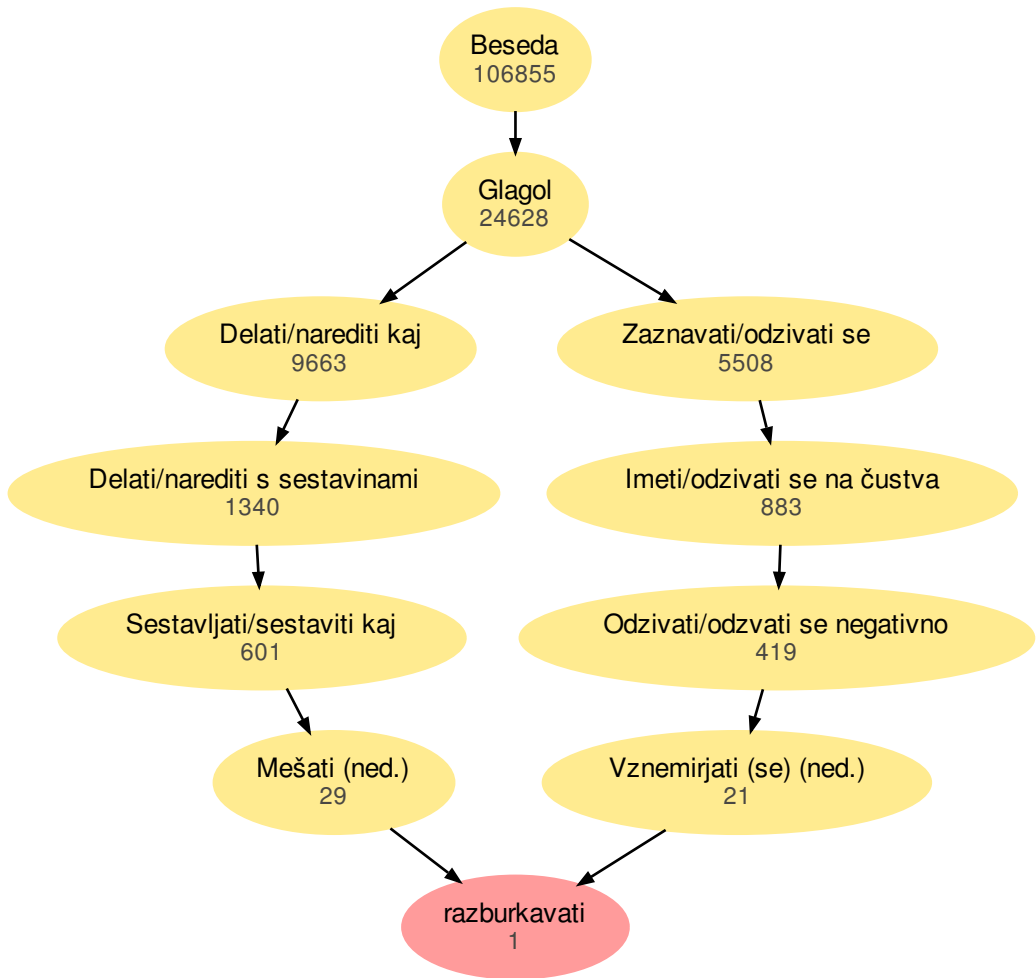 Beseda
106855
Glagol
24628
Delati/narediti kaj
9663
Zaznavati/odzivati se
5508
Delati/narediti s sestavinami
1340
Imeti/odzivati se na čustva
883
Sestavljati/sestaviti kaj
601
Odzivati/odzvati se negativno
419
Mešati (ned.)
29
Vznemirjati (se) (ned.)
21
razburkavati
1